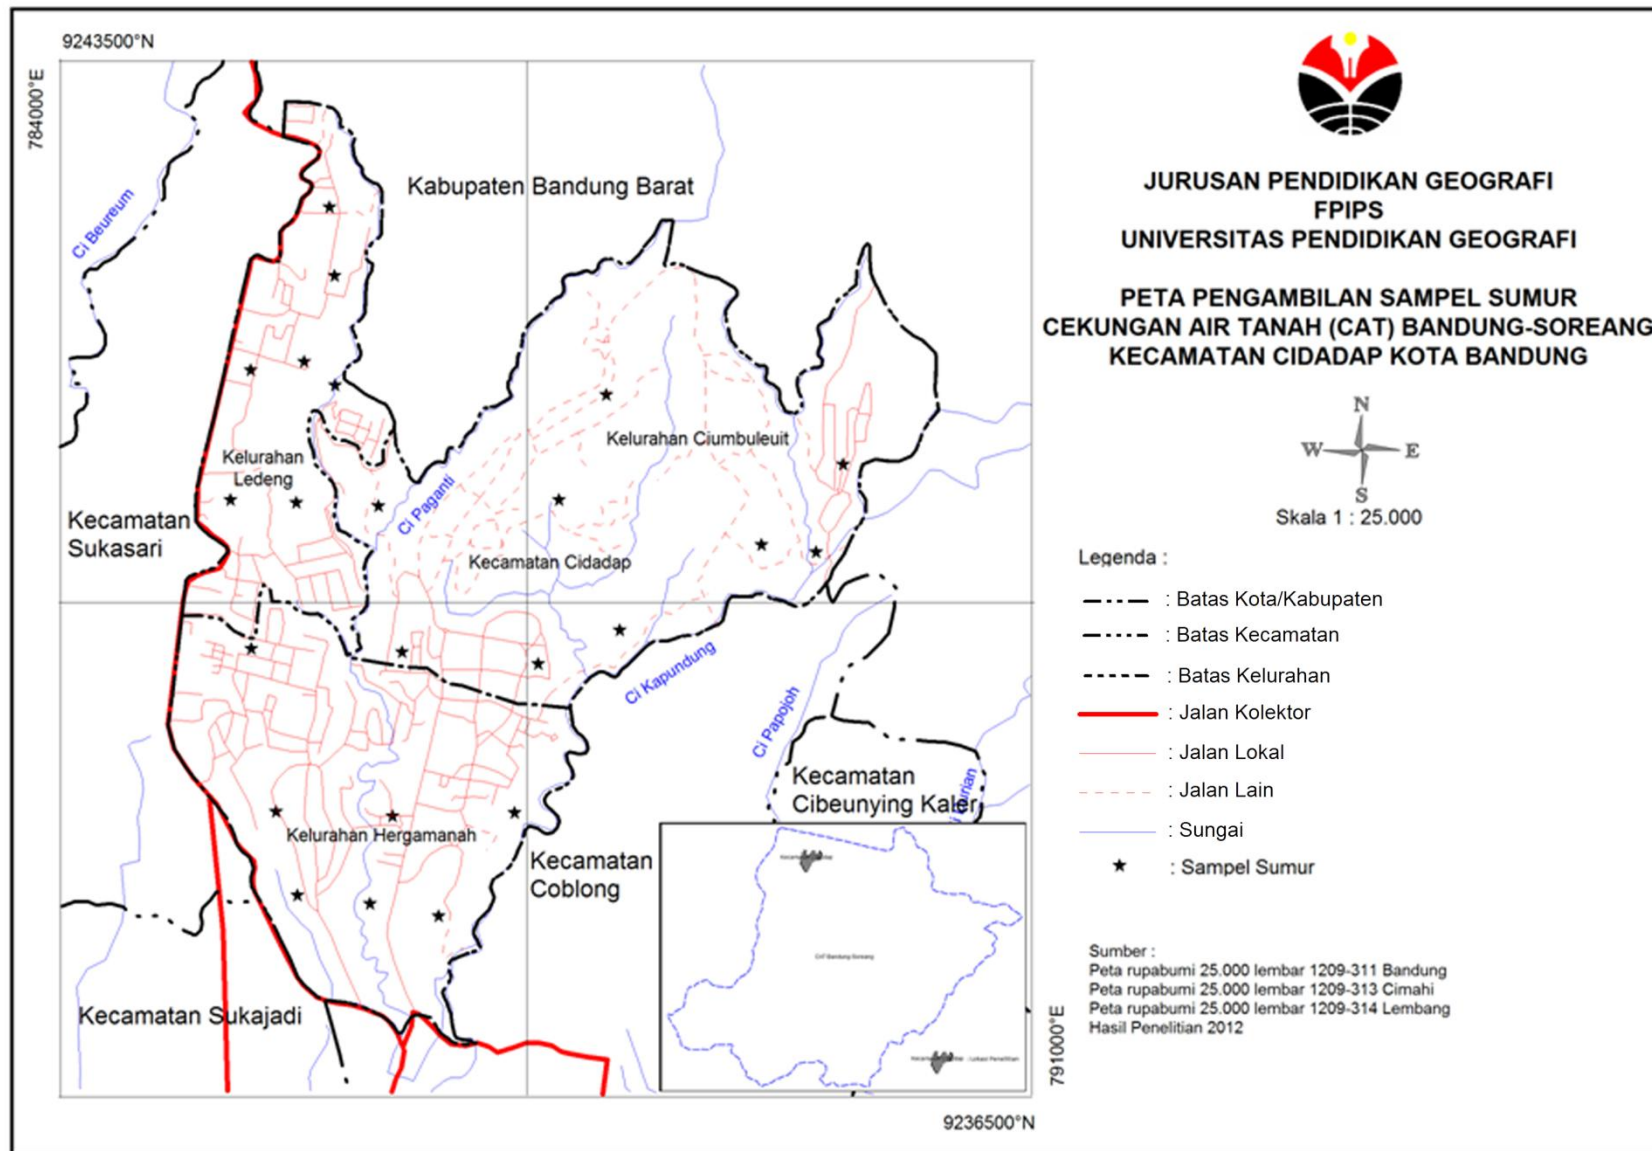 9243500°N
784000°E
Ci Beureum
Kabupaten Bandung Barat
Kelurahan Ciumbuleuit
Kelurahan
Ledeng
Ci Paganti
Kecamatan
Sukasari
Kecamatan Cidadap
Ci Kapundung
Ci Papojoh
Kecamatan
Cibeunying Kaler
Kelurahan Hergamanah
Kecamatan
Coblong
Kecamatan Sukajadi
CAT Bandung Soreang
: Lokasi Penelitian
791000°E
9236500°N
JURUSAN PENDIDIKAN GEOGRAFI
FPIPS
UNIVERSITAS PENDIDIKAN GEOGRAFI
PETA PENGAMBILAN SAMPEL SUMUR
CEKUNGAN AIR TANAH (CAT) BANDUNG-SOREANG
KECAMATAN CIDADAP KOTA BANDUNG
N
W E
S
Skala 1 : 25.000
Legenda :
: Batas Kota/Kabupaten
: Batas Kecamatan
: Batas Kelurahan
: Jalan Kolektor
: Jalan Lokal
: Jalan Lain
: Sungai
: Sampel Sumur
Sumber :
Peta rupabumi 25.000 lembar 1209-311 Bandung
Peta rupabumi 25.000 lembar 1209-313 Cimahi
Peta rupabumi 25.000 lembar 1209-314 Lembang
Hasil Penelitian 2012